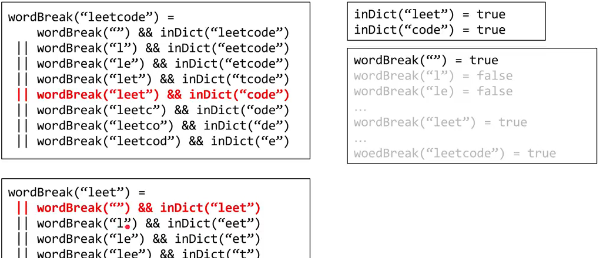 wordBreak(“leetcode”) =
wordBreak(“”) && inDict(“leetcode”)
|| wordBreak(“l”) && inDict(“eetcode”)
|| wordBreak(“le”) && inDict(“etcode”)
|| wordBreak(“let”) && inDict(“tcode”)
|| wordBreak(“leet”) && inDict(“code”)
|| wordBreak(“leetc”) && inDict(“ode”)
|| wordBreak(“leetco”) && inDict(“de”)
|| wordBreak(“leetcod”) && inDict(“e”)
inDict(“leet”) = true
inDict(“code”) = true
wordBreak(“”) = true
wordBreak(“l”) = false
wordBreak(“le) = false
…
wordBreak(“leet”) = true
…
woedBreak(“leetcode”) = true
wordBreak(“leet”) =
|| wordBreak(“”) && inDict(“leet”)
|| wordBreak(“l”) && inDict(“eet”)
|| wordBreak(“le”) && inDict(“et”)
|| wordBreak(“lee”) && inDict(“t”)